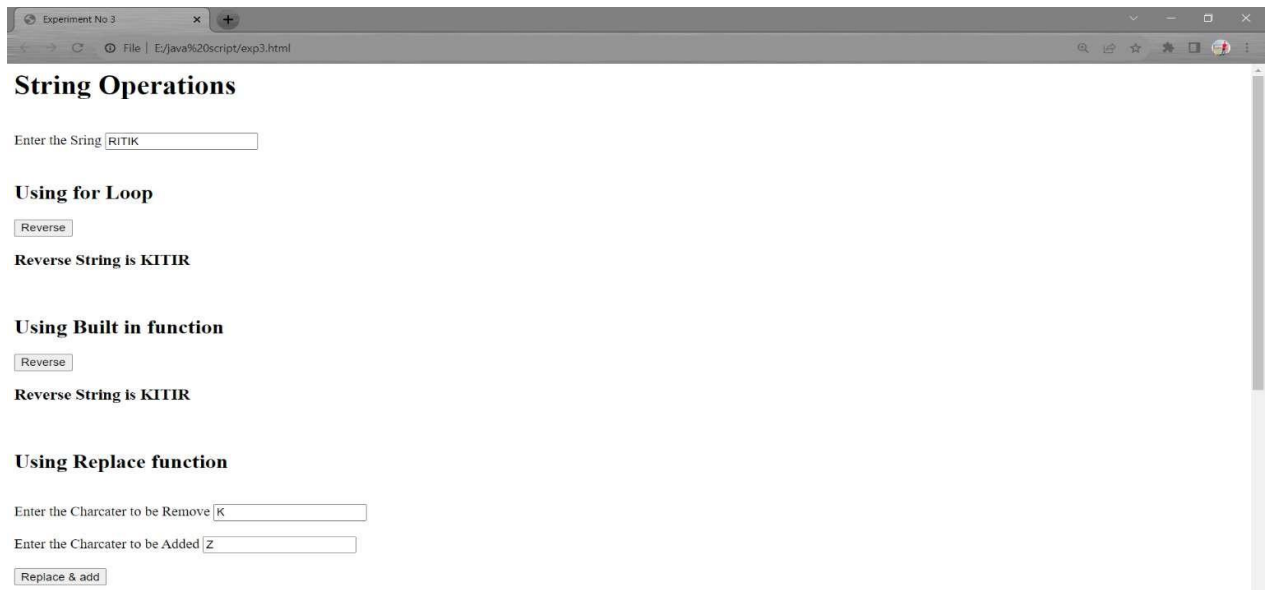 Experiment No 3
File | E:/java%20script/exp3.html
String Operations
Enter the Sring RITIK
Using for Loop
Reverse
Reverse String is KITIR
Using Built in function
Reverse
Reverse String is KITIR
Using Replace function
Enter the Charcater to be Remove K
Enter the Charcater to be Added Z
Replace & add